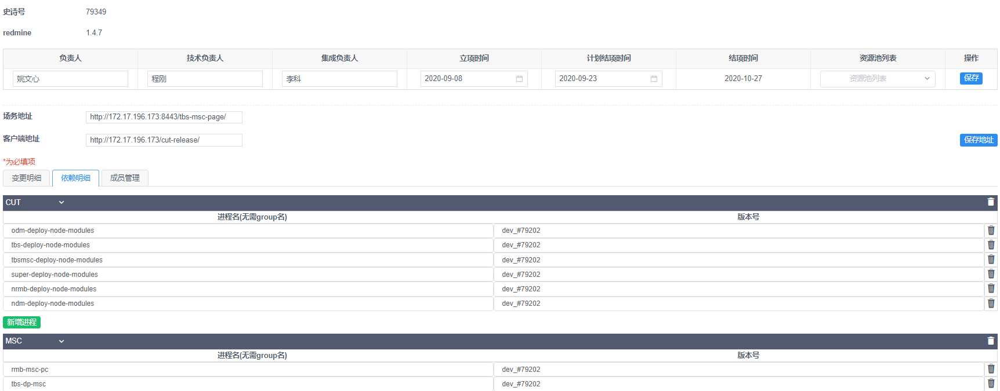 史诗号 79349
redmine 1.4.7
负责人 技术负责人 集成负责人 立项时间 计划结项时间 结项时间 资源池列表 操作
姚文心 程刚 李科 2020-09-08 2020-09-23 2020-10-27 资源池列表 保存
场务地址 http://172.17.196.173:8443/tbs-msc-page/
客户端地址 http://172.17.196.173/cut-release/ 保存地址
*为必填项
变更明细 依赖明细 成员管理
CUT
进程名(无需group名) 版本号
odm-deploy-node-modules dev_#79202
tbs-deploy-node-modules dev_#79202
tbsmsc-deploy-node-modules dev_#79202
super-deploy-node-modules dev_#79202
nrmb-deploy-node-modules dev_#79202
ndm-deploy-node-modules dev_#79202
新增进程
MSC
进程名(无需group名) 版本号
rmb-msc-pc dev_#79202
tbs-dp-msc dev_#79202